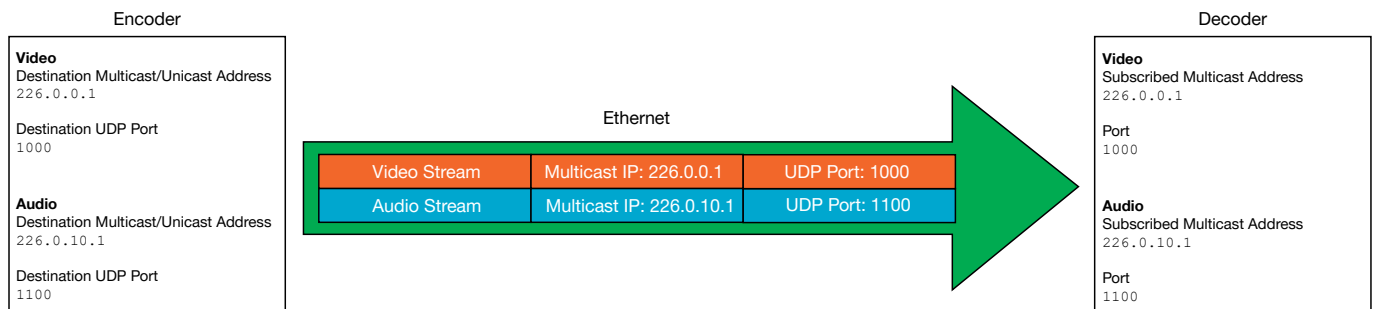 Encoder
Video
Destination Multicast/Unicast Address
226.0.0.1
Destination UDP Port
1000
Audio
Destination Multicast/Unicast Address
226.0.10.1
Destination UDP Port
1100
Ethernet
Video Stream Multicast IP: 226.0.0.1 UDP Port: 1000
Audio Stream Multicast IP: 226.0.10.1 UDP Port: 1100
Decoder
Video
Subscribed Multicast Address
226.0.0.1
Port
1000
Audio
Subscribed Multicast Address
226.0.10.1
Port
1100